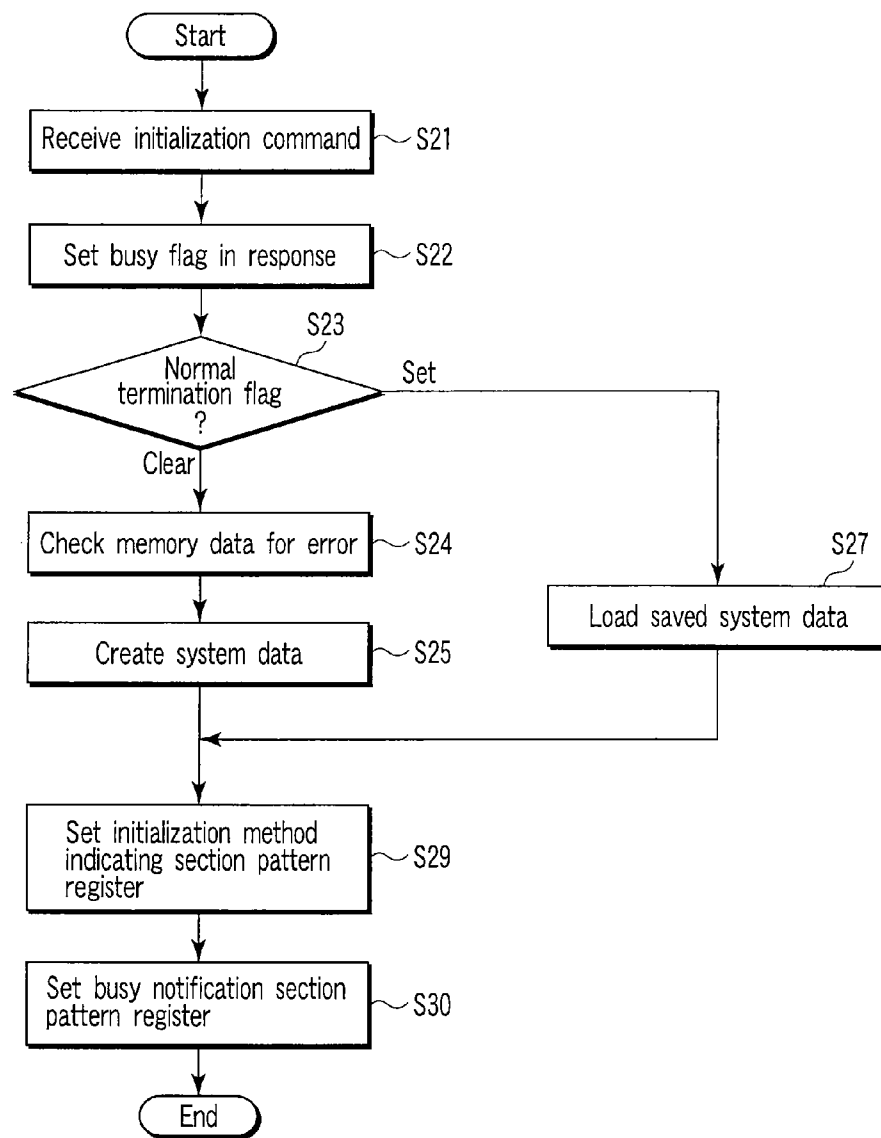 Start
Receive initialization command
S21
Set busy flag in response
S22
S23
Normal
termination flag
?
Set
Clear
Check memory data for error
S24
S27
Load saved system data
Create system data
S25
Set initialization method
indicating section pattern
register
S29
Set busy notification section
pattern register
S30
End